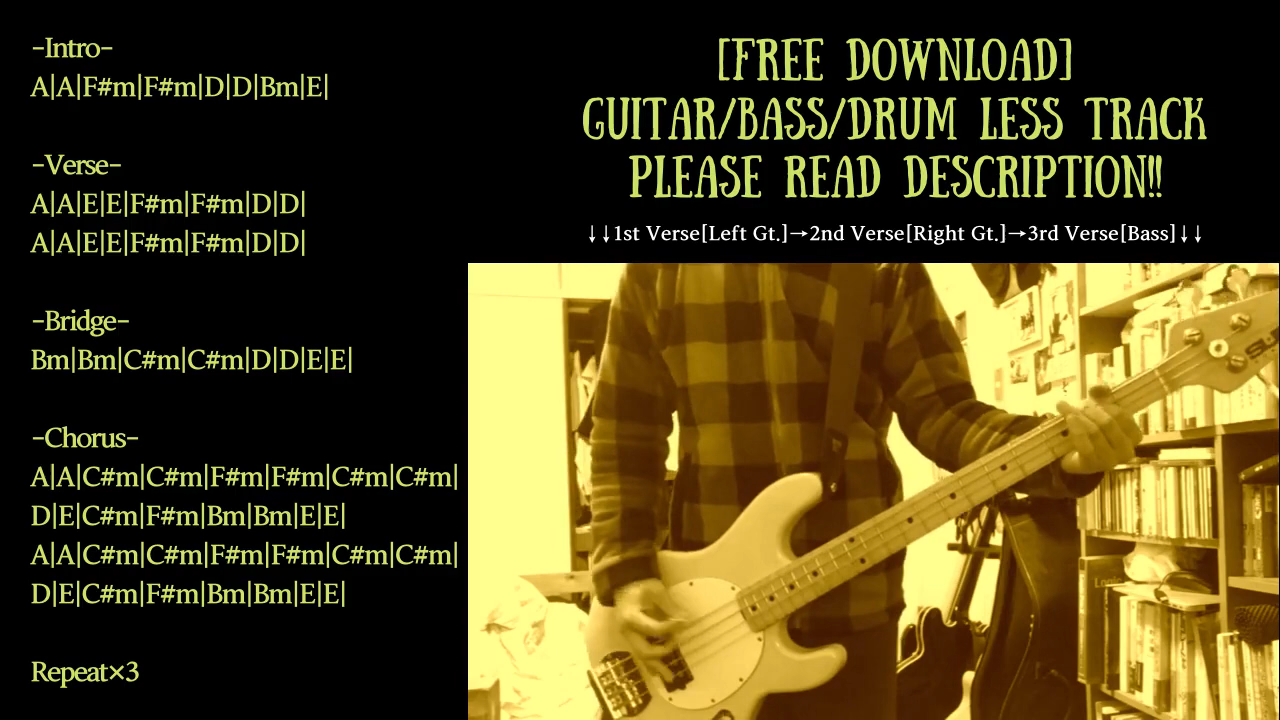 -Intro-
A|A|F#m|F#m|D|D|Bm|E|
-Verse-
A|A|E|E|F#m|F#m|D|D|
A|A|E|E|F#m|F#m|D|D|
-Bridge-
Bm|Bm|C#m|C#m|D|D|E|E|
-Chorus-
A|A|C#m|C#m|F#m|F#m|C#m|C#m|
D|E|C#m|F#m|Bm|Bm|E|E|
A|A|C#m|C#m|F#m|F#m|C#m|C#m|
D|E|C#m|F#m|Bm|Bm|E|E|
Repeat×3
[FREE DOWNLOAD]
GUITAR/BASS/DRUM LESS TRACK
PLEASE READ DESCRIPTION!!
↓↓1st Verse[Left Gt.]→2nd Verse[Right Gt.]→3rd Verse[Bass]↓↓
Logic